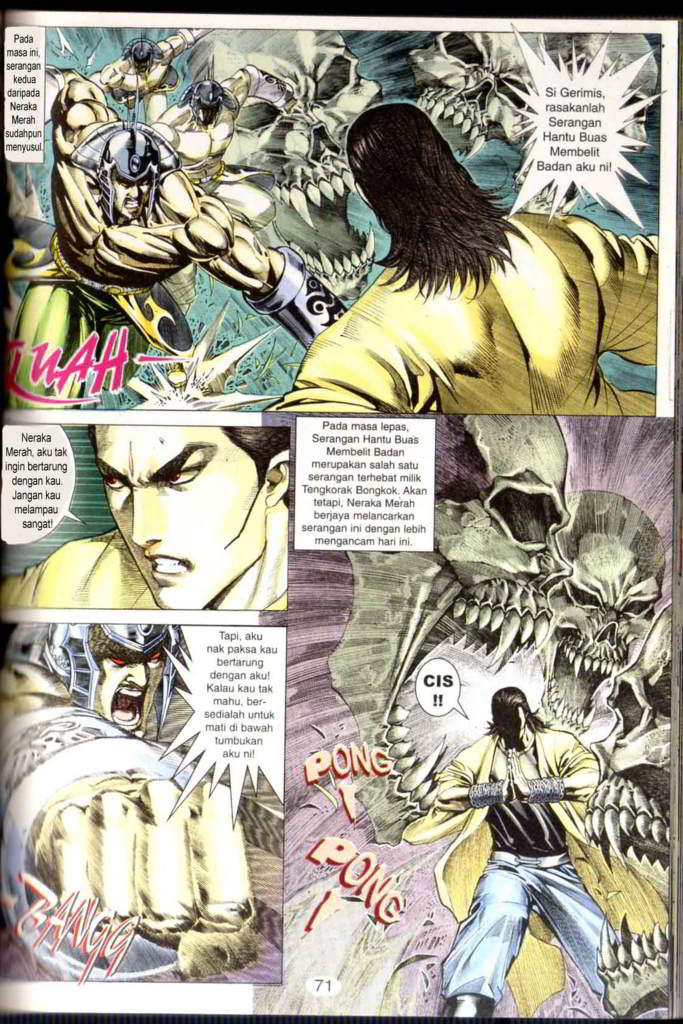 Pada
masa ini,
serangan
kedua
daripada
Neraka
Merah
sudahpun
menyusul.
Si Gerimis,
rasakanlah
Serangan
Hantu Buas
Membelit
Badan aku ni!
UAH
Neraka
Merah, aku tak
ingin bertarung
dengan kau.
Jangan kau
melampau
sangat!
Pada masa lepas,
Serangan Hantu Buas
Membelit Badan
merupakan salah satu
serangan terhebat milik
Tengkorak Bongkok. Akan
tetapi, Neraka Merah
berjaya melancarkan
serangan ini dengan lebih
mengancam hari ini.
Tapi, aku
nak paksa kau
bertarung
dengan aku!
Kalau kau tak
mahu, ber-
sedialah untuk
mati di bawah
tumbukan
aku ni!
CIS
!!
PONG
!
PONG
!
BANGG
71